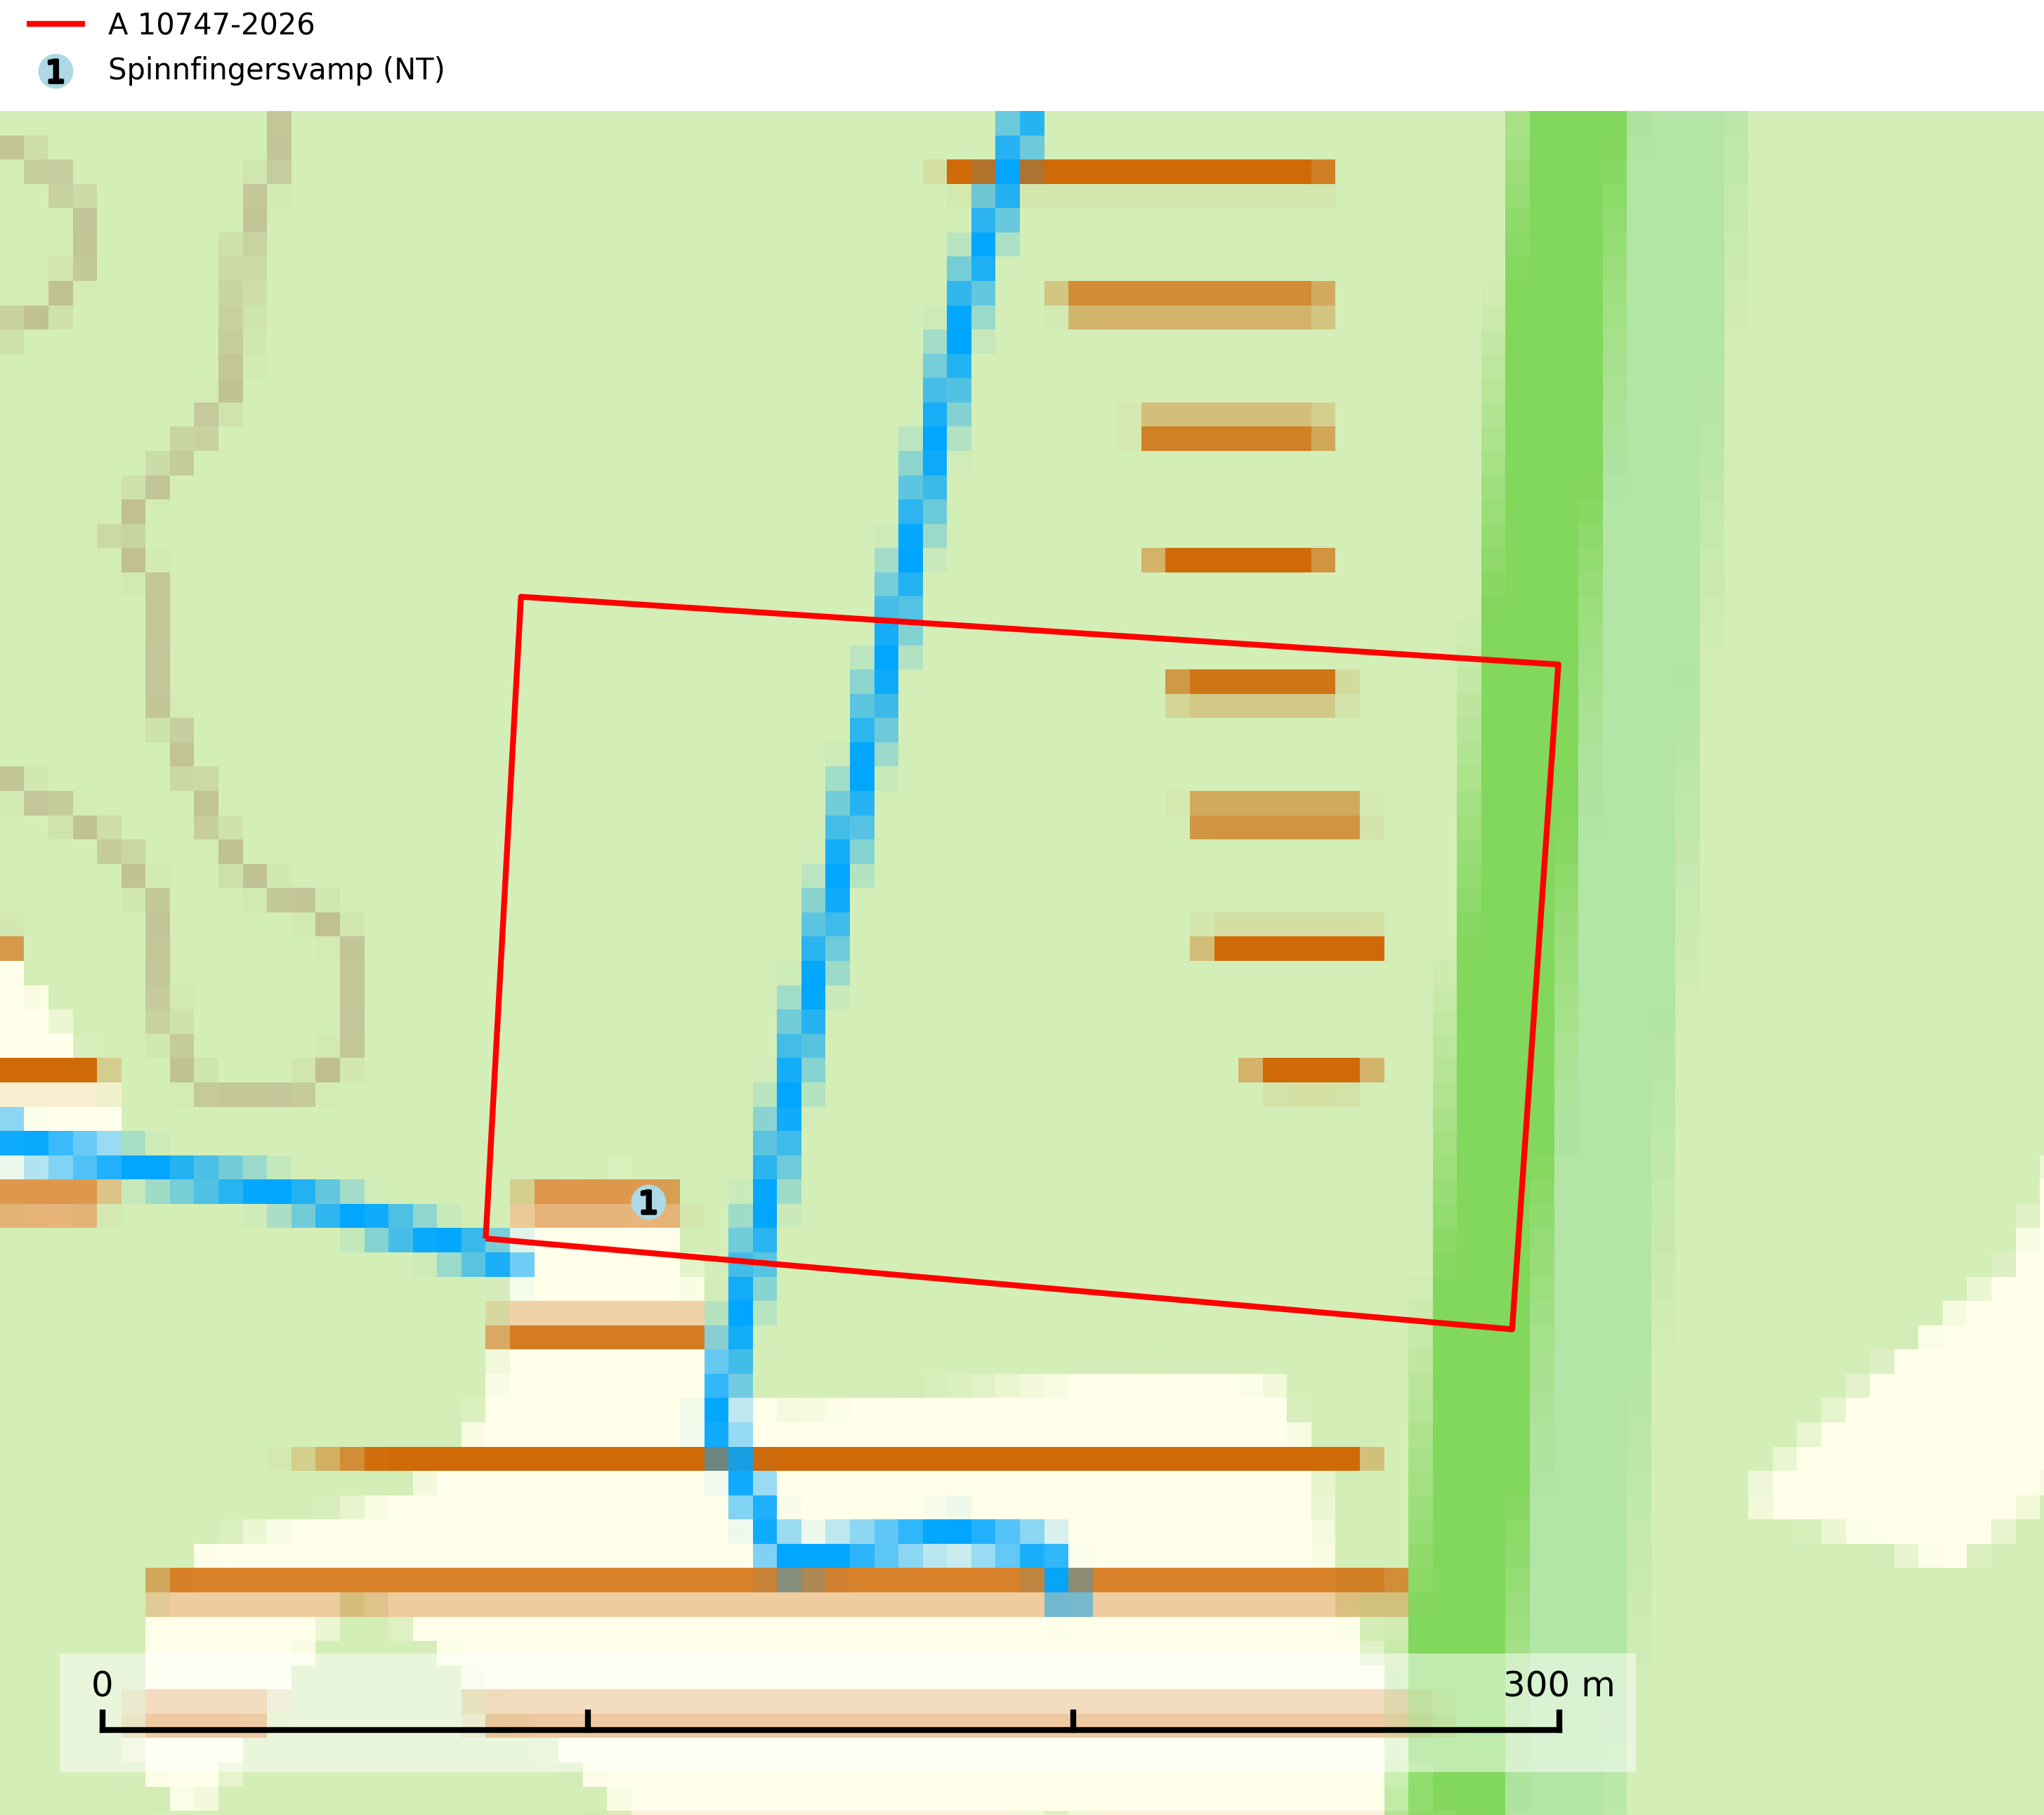 A 10747-2026
1 Spinnfingersvamp (NT)
1
0 300 m